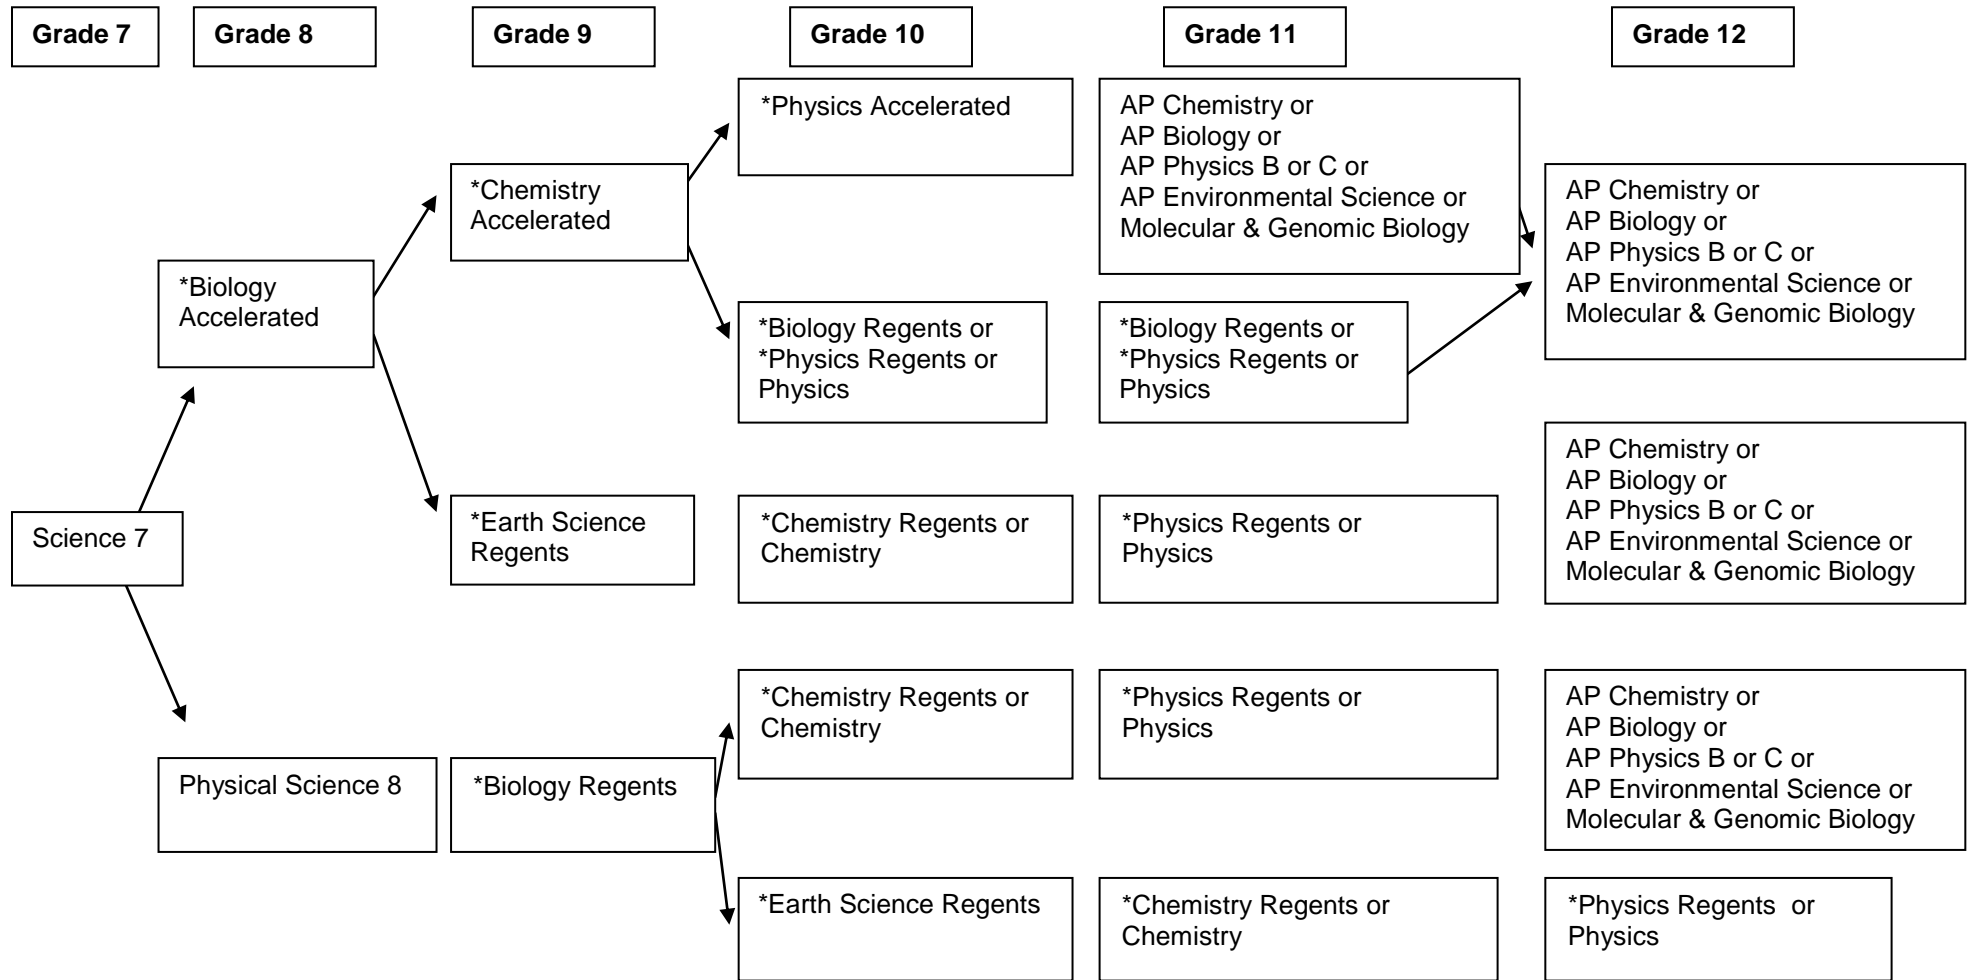 Grade 7
Grade 8
Grade 9
Grade 10
Grade 11
Grade 12
Science 7
*Biology
Accelerated
Physical Science 8
*Chemistry
Accelerated
*Earth Science
Regents
*Biology Regents
*Physics Accelerated
*Biology Regents or
*Physics Regents or
Physics
*Chemistry Regents or
Chemistry
*Chemistry Regents or
Chemistry
*Earth Science Regents
AP Chemistry or
AP Biology or
AP Physics B or C or
AP Environmental Science or
Molecular & Genomic Biology
*Biology Regents or
*Physics Regents or
Physics
*Physics Regents or
Physics
*Physics Regents or
Physics
*Chemistry Regents or
Chemistry
AP Chemistry or
AP Biology or
AP Physics B or C or
AP Environmental Science or
Molecular & Genomic Biology
AP Chemistry or
AP Biology or
AP Physics B or C or
AP Environmental Science or
Molecular & Genomic Biology
AP Chemistry or
AP Biology or
AP Physics B or C or
AP Environmental Science or
Molecular & Genomic Biology
*Physics Regents or
Physics